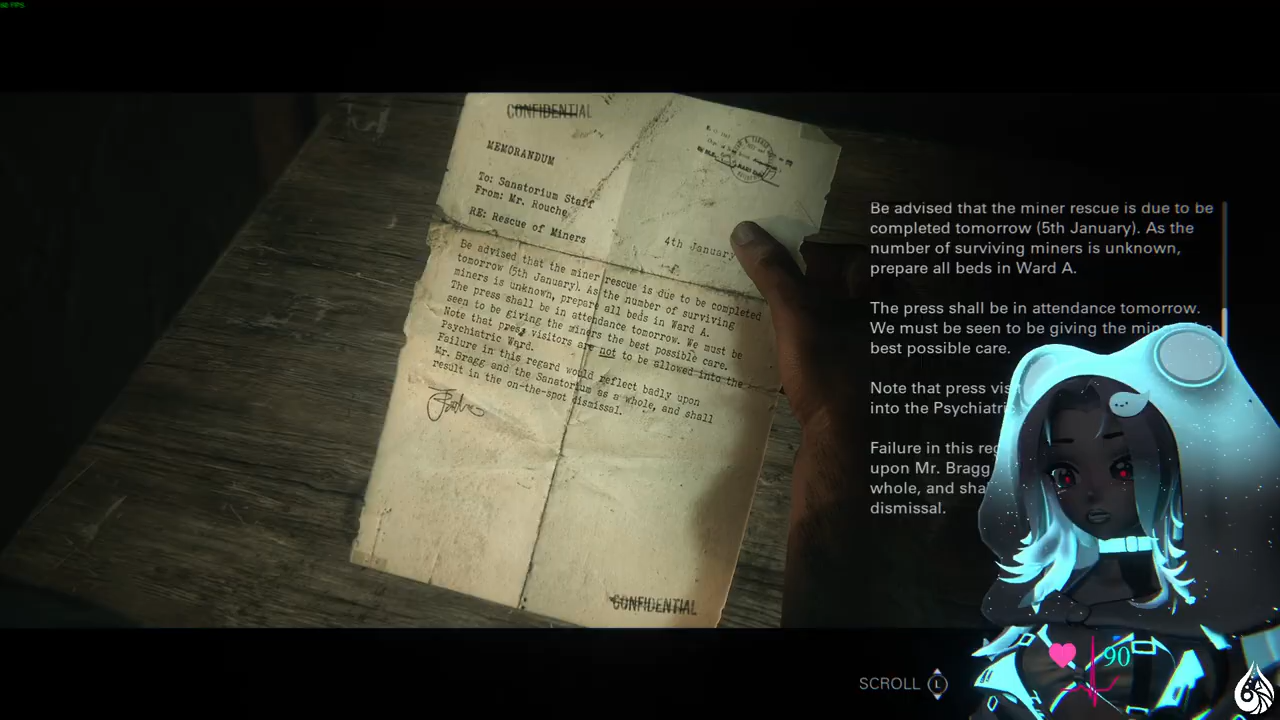 CONFIDENTIAL
MEMORANDUM
To: Sanatorium Staff
From: Mr. Rouche
RE: Rescue of Miners
4th January
Be advised that the miner rescue is due to be completed
tomorrow (5th January). As the number of surviving
miners is unknown, prepare all beds in Ward A.
The press shall be in attendance tomorrow. We must be
seen to be giving the miners the best possible care.
Note that press visitors are not to be allowed into the
Psychiatric Ward.
Failure in this regard would reflect badly upon
Mr. Bragg and the Sanatorium as a whole, and shall
result in the on-the-spot dismissal.
CONFIDENTIAL
Be advised that the miner rescue is due to be
completed tomorrow (5th January). As the
number of surviving miners is unknown,
prepare all beds in Ward A.
The press shall be in attendance tomorrow.
We must be seen to be giving the
best possible care.
Note that press
into the
Failure in this
upon Mr. Bragg
whole, and
dismissal.
SCROLL L
90